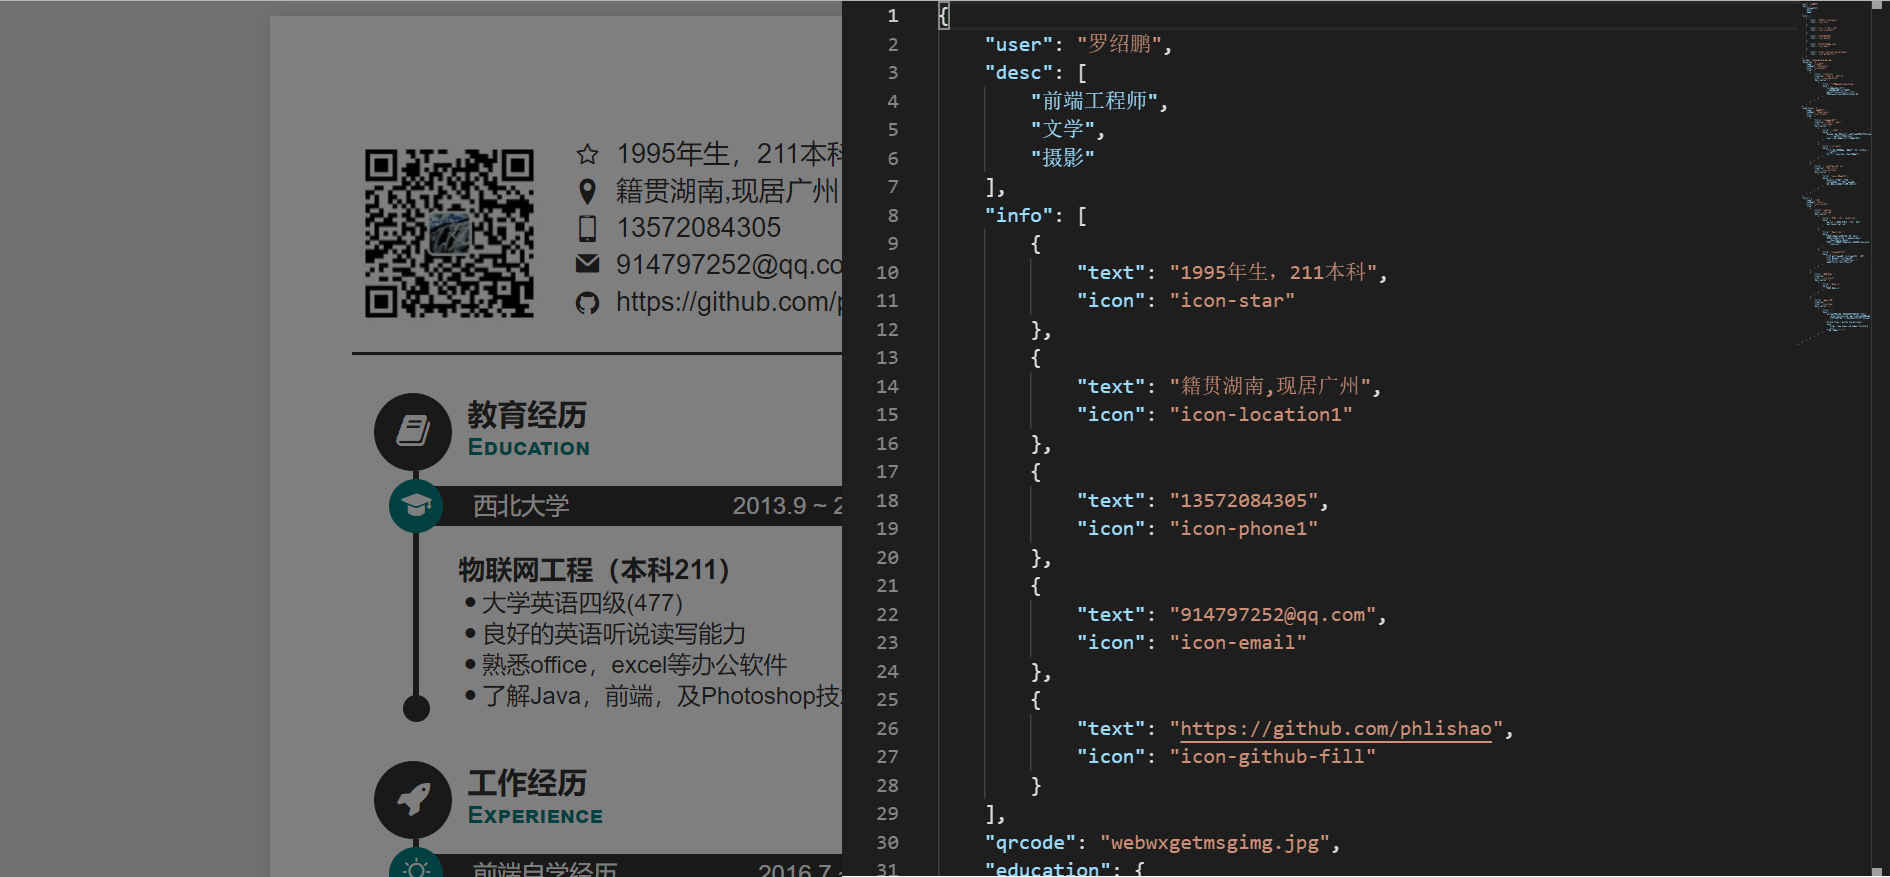 1995年生，211本科
籍贯湖南,现居广州
13572084305
914797252@qq.co
https://github.com/p
教育经历
EDUCATION
西北大学 2013.9 ~ 2
物联网工程（本科211）
大学英语四级(477)
良好的英语听说读写能力
熟悉office，excel等办公软件
了解Java，前端，及Photoshop技
工作经历
EXPERIENCE
前端自学经历 2016.7
1 {
2 "user": "罗绍鹏",
3 "desc": [
4 "前端工程师",
5 "文学",
6 "摄影"
7 ],
8 "info": [
9 {
10 "text": "1995年生，211本科",
11 "icon": "icon-star"
12 },
13 {
14 "text": "籍贯湖南,现居广州",
15 "icon": "icon-location1"
16 },
17 {
18 "text": "13572084305",
19 "icon": "icon-phone1"
20 },
21 {
22 "text": "914797252@qq.com",
23 "icon": "icon-email"
24 },
25 {
26 "text": "https://github.com/phlishao",
27 "icon": "icon-github-fill"
28 }
29 ],
30 "qrcode": "webwxgetmsgimg.jpg",
31 "education": {